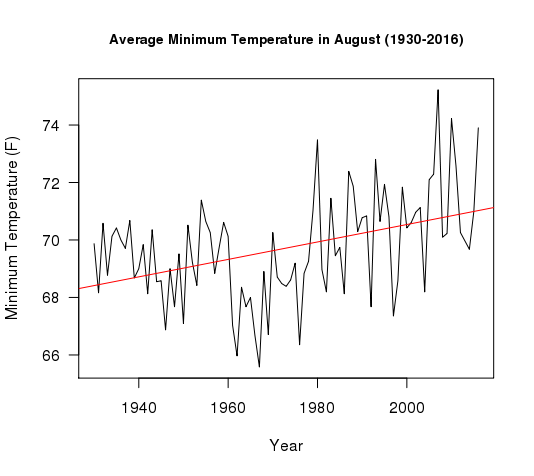 Average Minimum Temperature in August (1930-2016)
Minimum Temperature (F)
74
72
70
68
66
1940 1960 1980 2000
Year